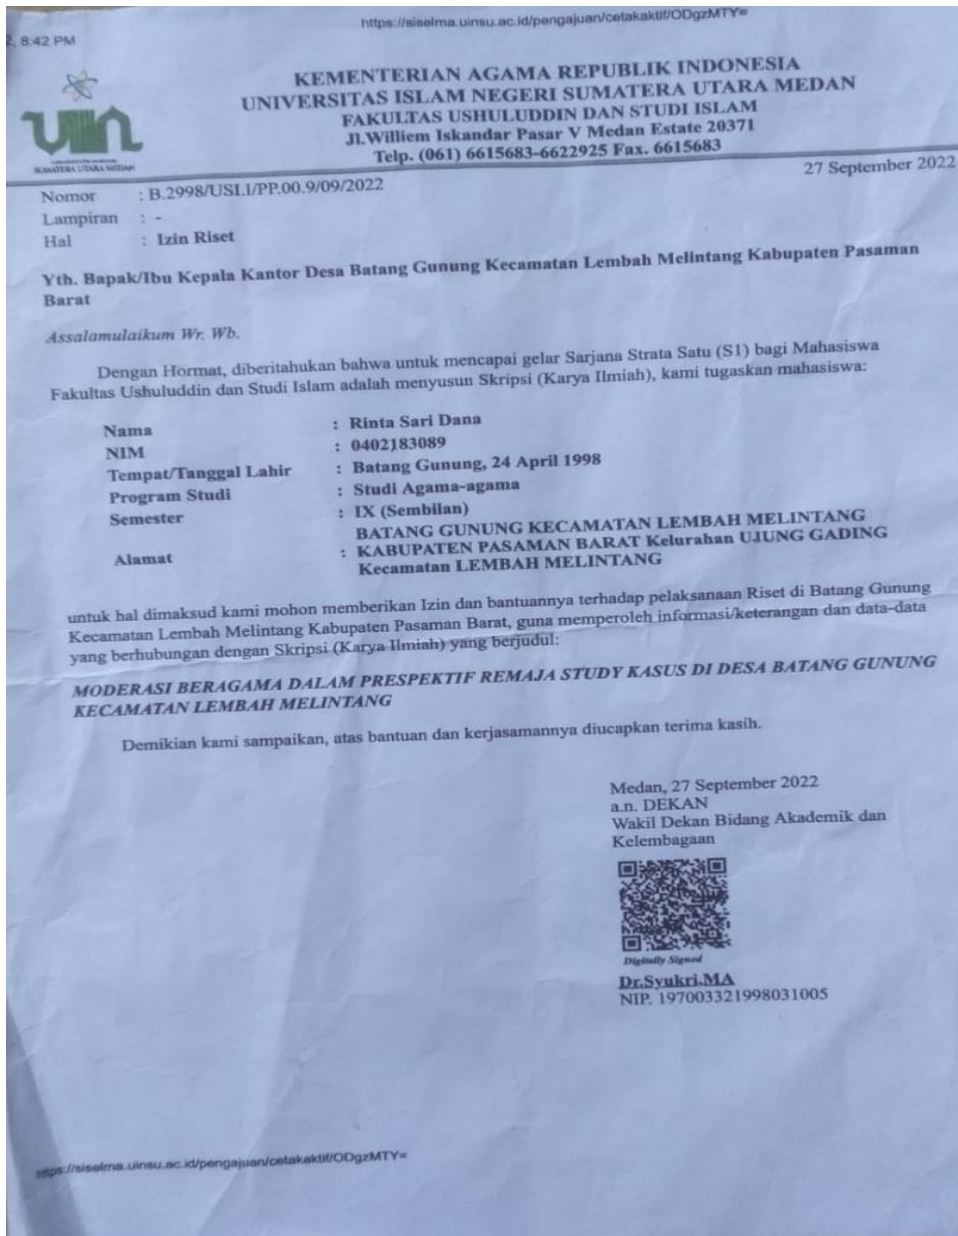 https://siselma.uinsu.ac.id/pengajuan/cetakaktif/ODgzMTY=
2, 8:42 PM
KEMENTERIAN AGAMA REPUBLIK INDONESIA
UNIVERSITAS ISLAM NEGERI SUMATERA UTARA MEDAN
FAKULTAS USHULUDDIN DAN STUDI ISLAM
Jl.Williem Iskandar Pasar V Medan Estate 20371
Telp. (061) 6615683-6622925 Fax. 6615683
UIN
SUMATERA UTARA MEDAN
27 September 2022
Nomor : B.2998/USI.I/PP.00.9/09/2022
Lampiran : -
Hal : Izin Riset
Yth. Bapak/Ibu Kepala Kantor Desa Batang Gunung Kecamatan Lembah Melintang Kabupaten Pasaman
Barat
Assalamulaikum Wr. Wb.
Dengan Hormat, diberitahukan bahwa untuk mencapai gelar Sarjana Strata Satu (S1) bagi Mahasiswa
Fakultas Ushuluddin dan Studi Islam adalah menyusun Skripsi (Karya Ilmiah), kami tugaskan mahasiswa:
Nama : Rinta Sari Dana
NIM : 0402183089
Tempat/Tanggal Lahir : Batang Gunung, 24 April 1998
Program Studi : Studi Agama-agama
Semester : IX (Sembilan)
BATANG GUNUNG KECAMATAN LEMBAH MELINTANG
Alamat : KABUPATEN PASAMAN BARAT Kelurahan UJUNG GADING
Kecamatan LEMBAH MELINTANG
untuk hal dimaksud kami mohon memberikan Izin dan bantuannya terhadap pelaksanaan Riset di Batang Gunung
Kecamatan Lembah Melintang Kabupaten Pasaman Barat, guna memperoleh informasi/keterangan dan data-data
yang berhubungan dengan Skripsi (Karya Ilmiah) yang berjudul:
MODERASI BERAGAMA DALAM PRESPEKTIF REMAJA STUDY KASUS DI DESA BATANG GUNUNG
KECAMATAN LEMBAH MELINTANG
Demikian kami sampaikan, atas bantuan dan kerjasamannya diucapkan terima kasih.
Medan, 27 September 2022
a.n. DEKAN
Wakil Dekan Bidang Akademik dan
Kelembagaan
Digitally Signed
Dr.Syukri,MA
NIP. 197003321998031005
https://siselma.uinsu.ac.id/pengajuan/cetakaktif/ODgzMTY=